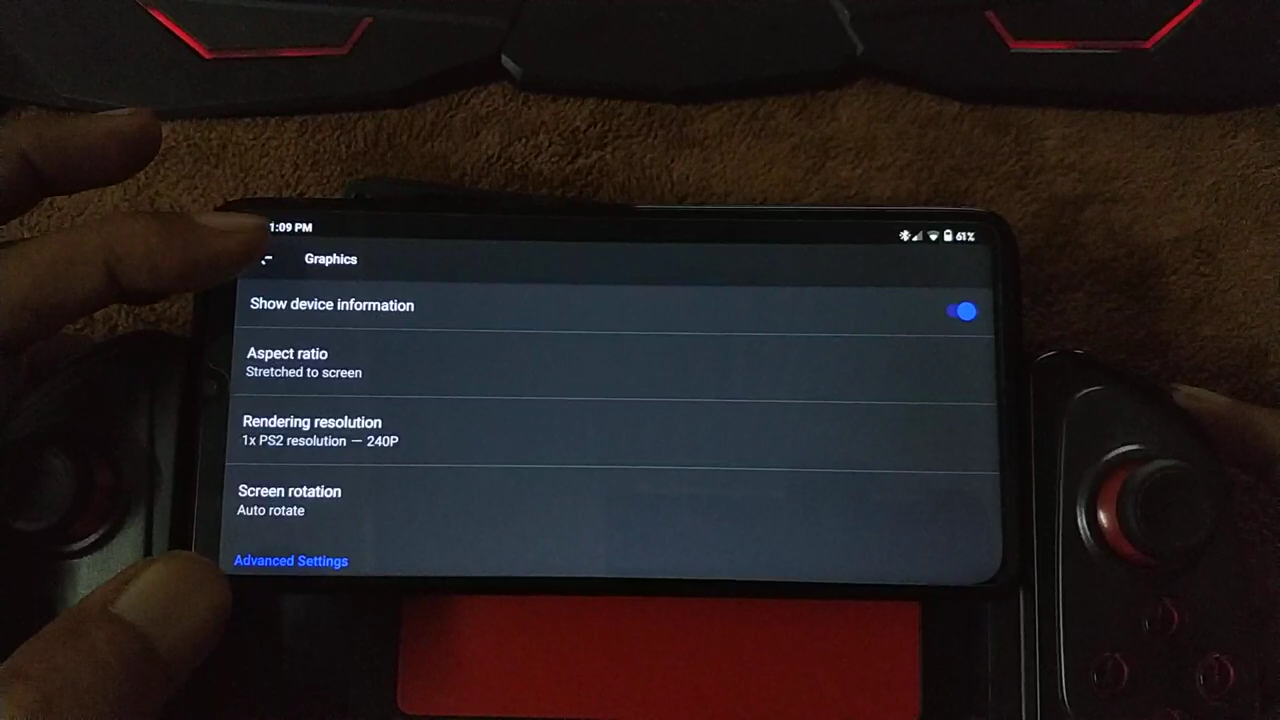 1:09 PM
61%
Graphics
Show device information
Aspect ratio
Stretched to screen
Rendering resolution
1x PS2 resolution — 240P
Screen rotation
Auto rotate
Advanced Settings